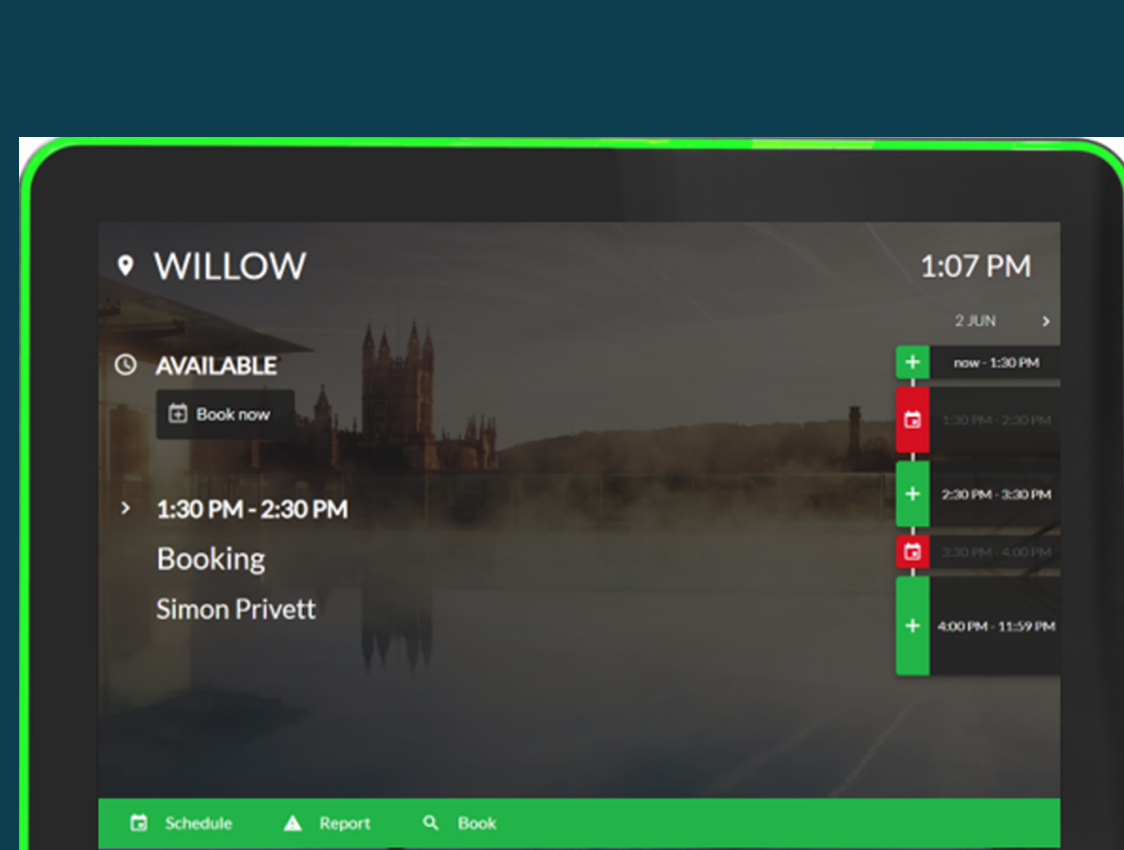 WILLOW
1:07 PM
2 JUN
AVAILABLE
now - 1:30 PM
Book now
1:30 PM - 2:30 PM
2:30 PM - 3:30 PM
1:30 PM - 2:30 PM
Booking
3:30 PM - 4:00 PM
Simon Privett
4:00 PM - 11:59 PM
Schedule
Report
Book